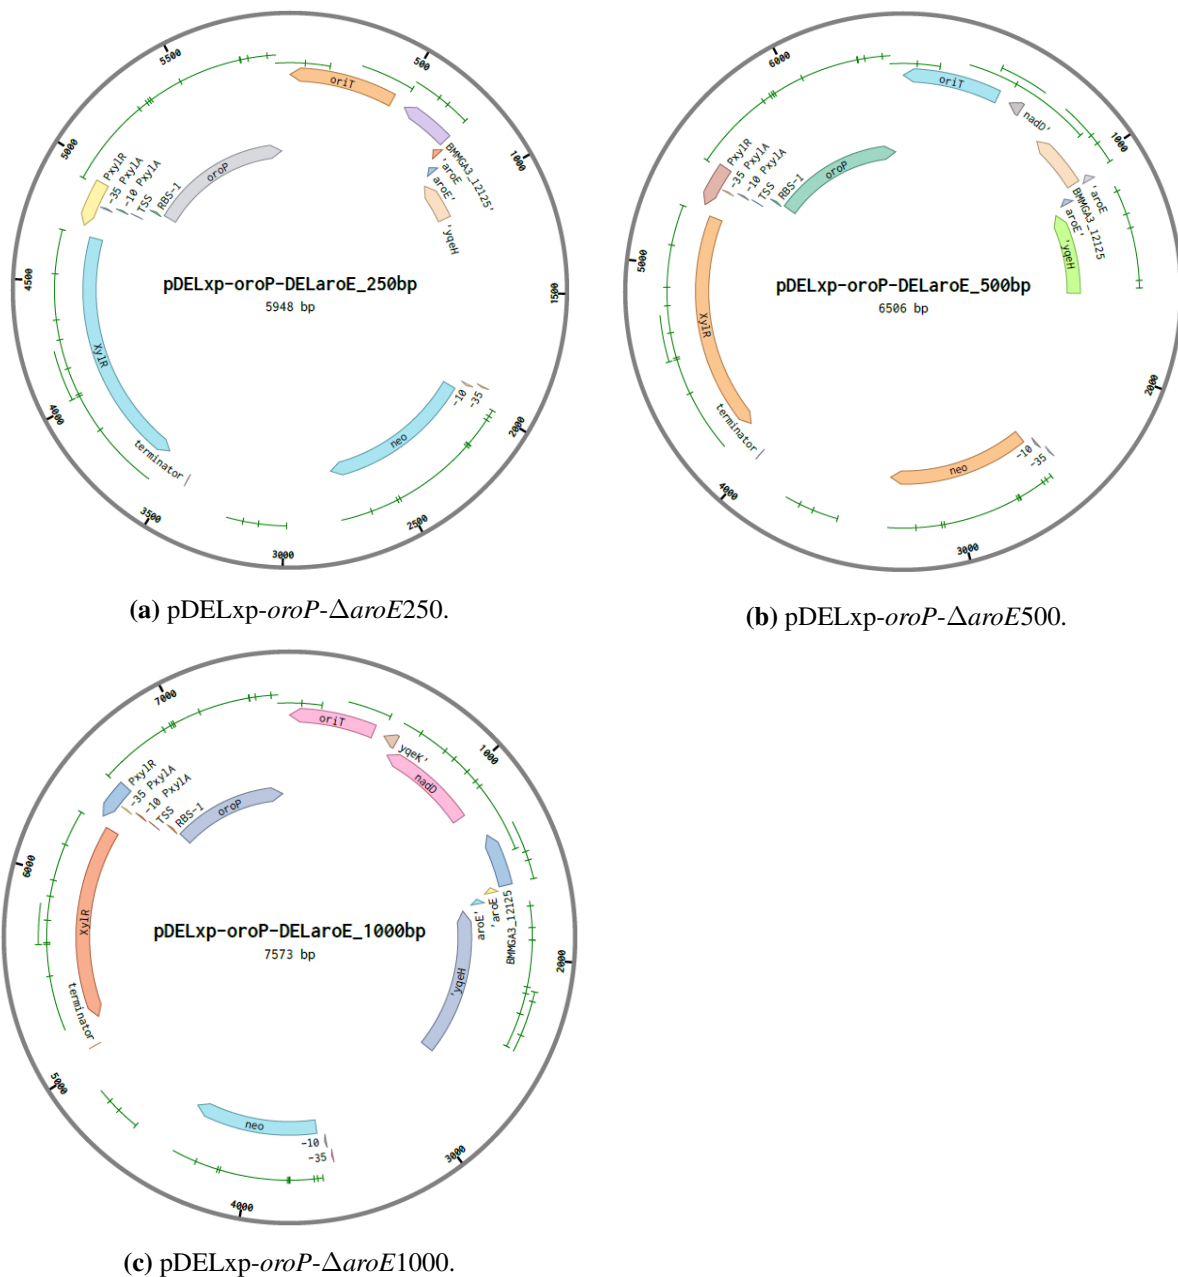 5500
500
oriT
5000
PxylR
-35 PxylA
-10 PxylA
TSS
RBS-1
oroP
BMMGA3_12125'
'aroE
aroE'
'yqeH
1000
4500
pDELxp-oroP-DELaroE_250bp
5948 bp
1500
XylR
4000
-10
-35
neo
2000
terminator
3500
2500
3000
(a) pDELxp-oroP-ΔaroE250.
6000
oriT
nadD'
1000
PxylR
-35 PxylA
-10 PxylA
TSS
RBS-1
oroP
'aroE
BMMGA3_12125
aroE'
'yqeH
5000
pDELxp-oroP-DELaroE_500bp
6506 bp
XylR
2000
terminator
-10
-35
neo
4000
3000
(b) pDELxp-oroP-ΔaroE500.
7000
oriT
yqeK'
nadD
1000
PxylR
-35 PxylA
-10 PxylA
TSS
RBS-1
oroP
6000
BMMGA3_12125
'aroE
aroE'
XylR
pDELxp-oroP-DELaroE_1000bp
7573 bp
2000
'yqeH
terminator
5000
neo
-10
-35
3000
4000
(c) pDELxp-oroP-ΔaroE1000.